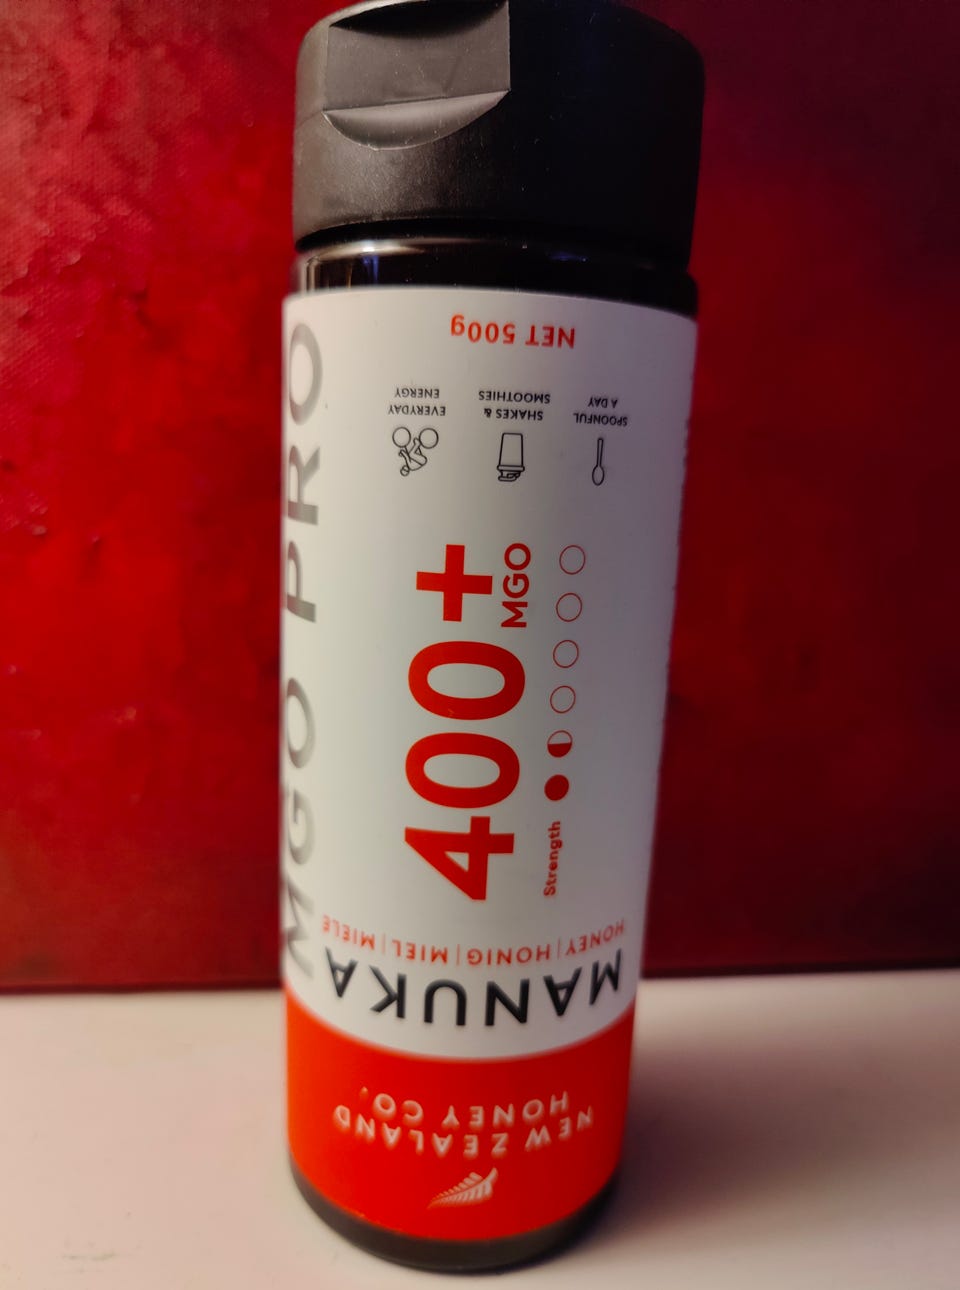 NEW ZEALAND
HONEY CO.
MANUKA
HONEY | HONIG | MIEL | MIELE
MGO PRO
400+
MGO
Strength
SPOONFUL
A DAY
SHAKES &
SMOOTHIES
EVERYDAY
ENERGY
NET 500g